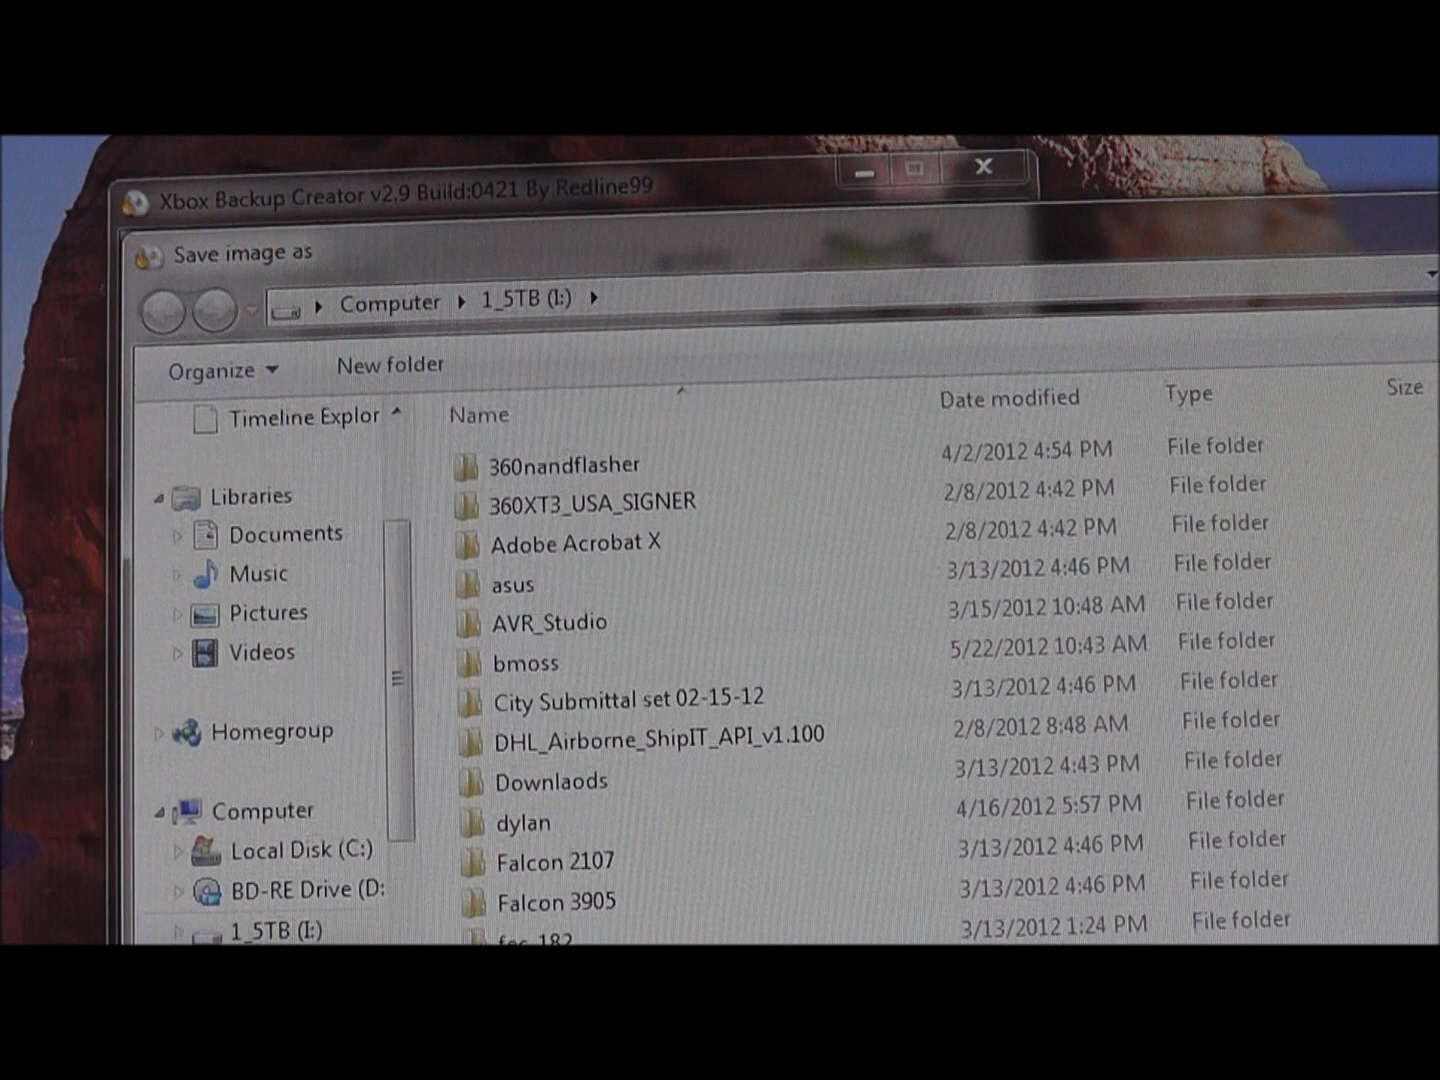 Xbox Backup Creator v2.9 Build:0421 By Redline99
Save image as
Computer 1_5TB (I:)
Organize New folder
Timeline Explor
Libraries
Documents
Music
Pictures
Videos
Homegroup
Computer
Local Disk (C:)
BD-RE Drive (D:
1_5TB (I:)
Name Date modified Type Size
360nandflasher 4/2/2012 4:54 PM File folder
360XT3_USA_SIGNER 2/8/2012 4:42 PM File folder
Adobe Acrobat X 2/8/2012 4:42 PM File folder
asus 3/13/2012 4:46 PM File folder
AVR_Studio 3/15/2012 10:48 AM File folder
bmoss 5/22/2012 10:43 AM File folder
City Submittal set 02-15-12 3/13/2012 4:46 PM File folder
DHL_Airborne_ShipIT_API_v1.100 2/8/2012 8:48 AM File folder
Downlaods 3/13/2012 4:43 PM File folder
dylan 4/16/2012 5:57 PM File folder
Falcon 2107 3/13/2012 4:46 PM File folder
Falcon 3905 3/13/2012 4:46 PM File folder
fec_182 3/13/2012 1:24 PM File folder